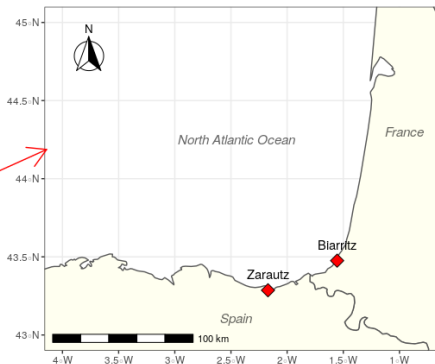 45◦N
N
44.5◦N
North Atlantic Ocean
France
44◦N
43.5◦N
Biarritz
Zarautz
Spain
100 km
43◦N
4◦W
3.5◦W
3◦W
2.5◦W
2◦W
1.5◦W
1◦W